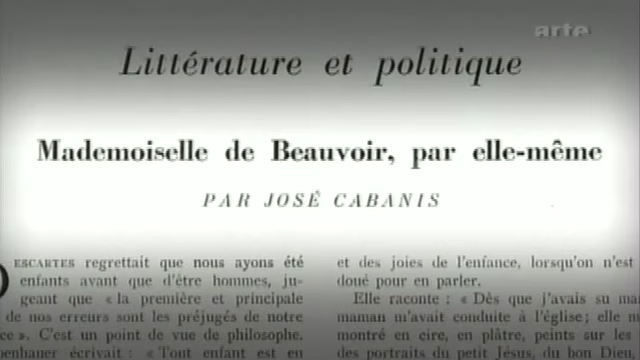 arte
Littérature et politique
Mademoiselle de Beauvoir, par elle-même
PAR JOSÉ CABANIS
DESCARTES regrettait que nous ayons été
enfants avant que d'être hommes, ju-
geant que « la première et principale
de nos erreurs sont les préjugés de notre
ce ». C'est un point de vue de philosophe.
openhauer écrivait : « Tout enfant est en
et des joies de l'enfance, lorsqu'on n'est
doué pour en parler.
Elle raconte : « Dès que j'avais su ma
maman m'avait conduite à l'église ; elle m
montré en cire, en plâtre, peints sur
des portraits du petit Jésus, du bon Dieu